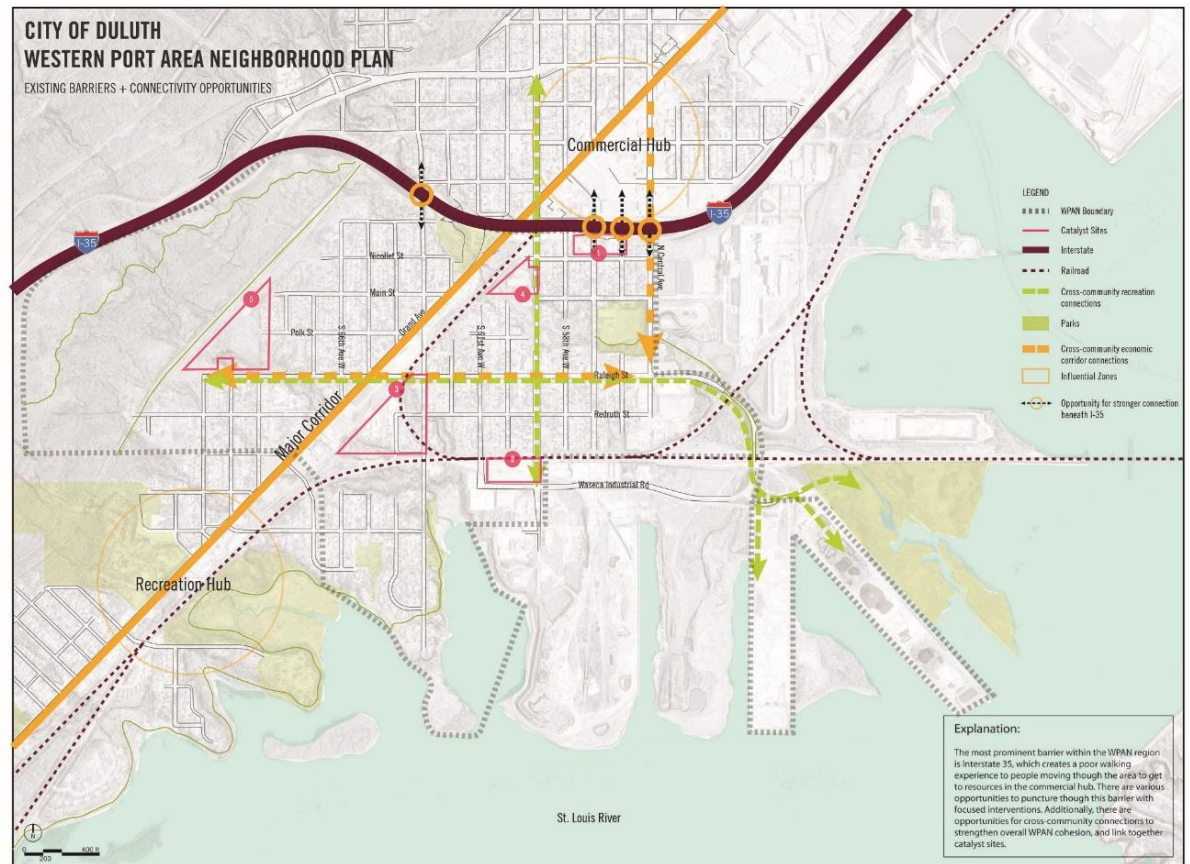 CITY OF DULUTH
WESTERN PORT AREA NEIGHBORHOOD PLAN
EXISTING BARRIERS + CONNECTIVITY OPPORTUNITIES
Commercial Hub
I-35
I-35
LEGEND
WPAN Boundary
Catalyst Sites
Interstate
Railroad
Cross-community recreation
connections
Parks
Cross-community economic
corridor connections
Influential Zones
Opportunity for stronger connection
beneath I-35
Nicollet St
Main St
Polk St
Grand Ave
S 66th Ave W
S 61st Ave W
S 58th Ave W
N Central Ave
1
4
5
Raleigh St
3
Redruth St
Major Corridor
2
Waseca Industrial Rd
Recreation Hub
St. Louis River
Explanation:
The most prominent barrier within the WPAN region
is Interstate 35, which creates a poor walking
experience to people moving though the area to get
to resources in the commercial hub. There are various
opportunities to puncture though this barrier with
focused interventions. Additionally, there are
opportunities for cross-community connections to
strengthen overall WPAN cohesion, and link together
catalyst sites.
N
0
200
400 ft